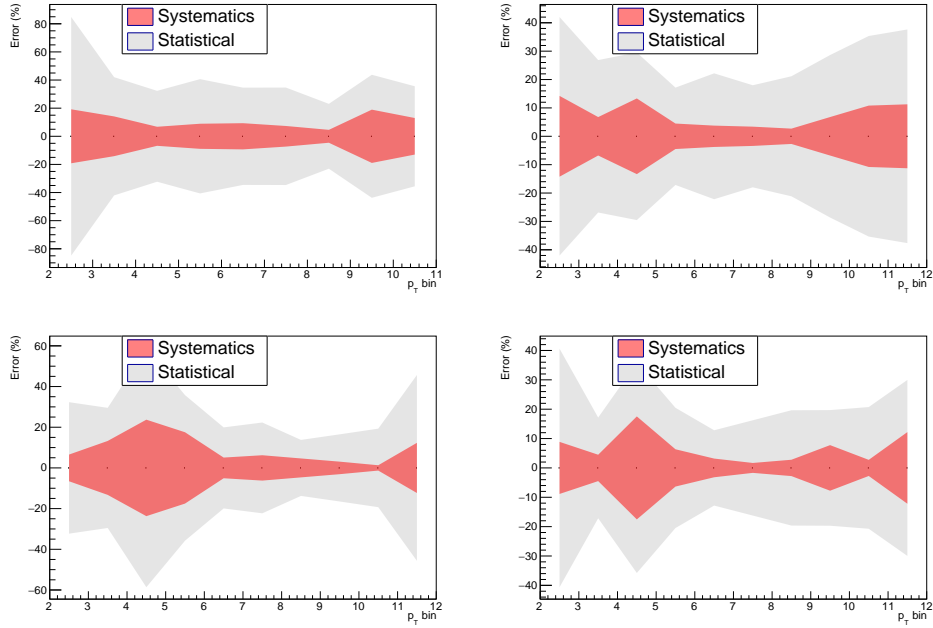 Error (%)
Systematics
Statistical
80
60
40
20
0
−20
−40
−60
−80
2 3 4 5 6 7 8 9 10 11
p_T bin
Error (%)
Systematics
Statistical
40
30
20
10
0
−10
−20
−30
−40
2 3 4 5 6 7 8 9 10 11 12
p_T bin
Error (%)
Systematics
Statistical
60
40
20
0
−20
−40
−60
2 3 4 5 6 7 8 9 10 11 12
p_T bin
Error (%)
Systematics
Statistical
40
30
20
10
0
−10
−20
−30
−40
2 3 4 5 6 7 8 9 10 11 12
p_T bin